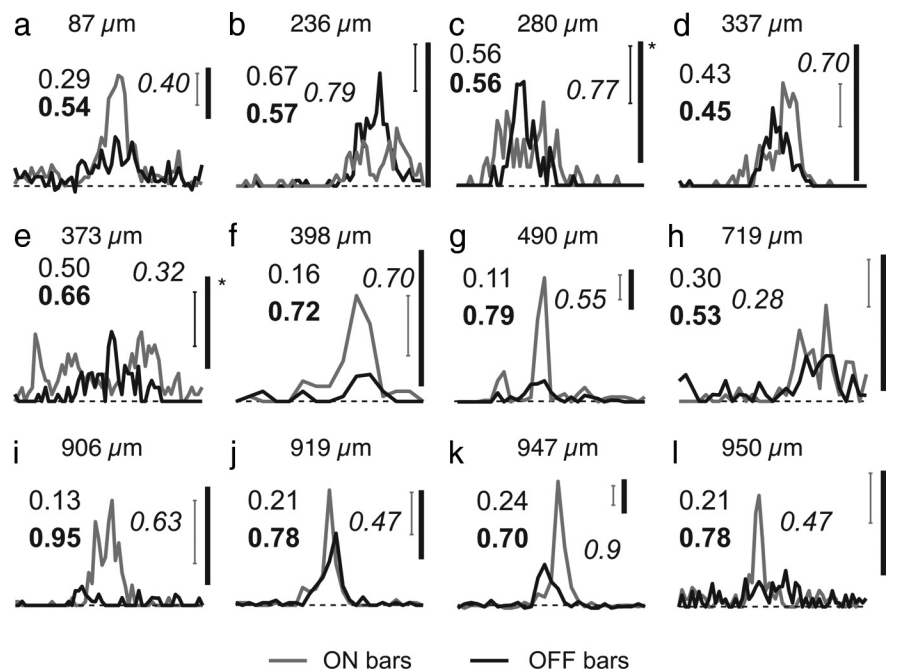 a 87 µm
0.29
0.54
0.40
b 236 µm
0.67
0.57
0.79
c 280 µm
0.56
0.56
0.77
*
d 337 µm
0.43
0.45
0.70
e 373 µm
0.50
0.66
0.32
*
f 398 µm
0.16
0.72
0.70
g 490 µm
0.11
0.79
0.55
h 719 µm
0.30
0.53
0.28
i 906 µm
0.13
0.95
0.63
j 919 µm
0.21
0.78
0.47
k 947 µm
0.24
0.70
0.9
l 950 µm
0.21
0.78
0.47
ON bars
OFF bars